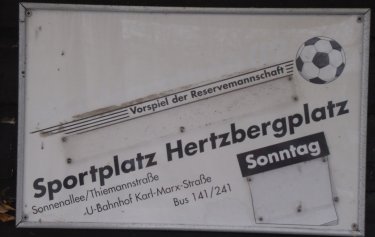 Vorspiel der Reservemannschaft
Sportplatz Hertzbergplatz
Sonnenallee/Thiemannstraße
-U-Bahnhof Karl-Marx-Straße
Bus 141/241
Sonntag